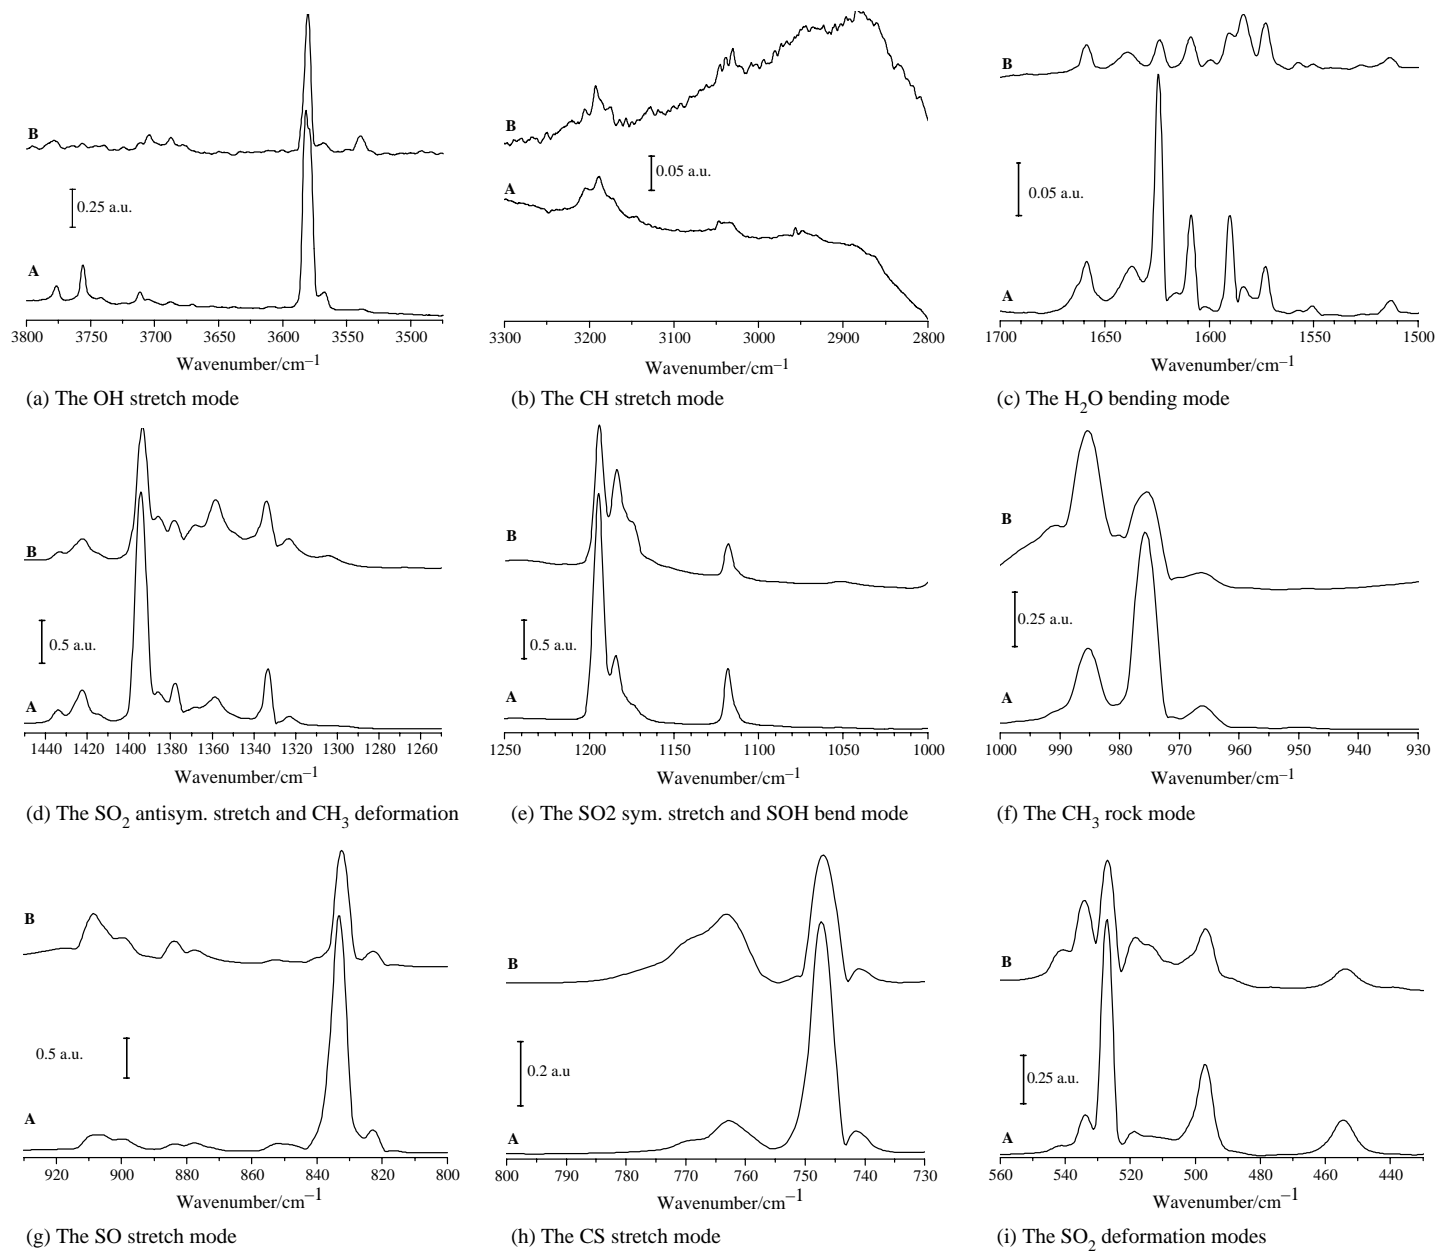 B
0.25 a.u.
A
3800 3750 3700 3650 3600 3550 3500
Wavenumber/cm−1
(a) The OH stretch mode
B
0.05 a.u.
A
3300 3200 3100 3000 2900 2800
Wavenumber/cm−1
(b) The CH stretch mode
B
0.05 a.u.
A
1700 1650 1600 1550 1500
Wavenumber/cm−1
(c) The H2O bending mode
B
0.5 a.u.
A
1440 1420 1400 1380 1360 1340 1320 1300 1280 1260
Wavenumber/cm−1
(d) The SO2 antisym. stretch and CH3 deformation
B
0.5 a.u.
A
1250 1200 1150 1100 1050 1000
Wavenumber/cm−1
(e) The SO2 sym. stretch and SOH bend mode
B
0.25 a.u.
A
1000 990 980 970 960 950 940 930
Wavenumber/cm−1
(f) The CH3 rock mode
B
0.5 a.u.
A
920 900 880 860 840 820 800
Wavenumber/cm−1
(g) The SO stretch mode
B
0.2 a.u
A
800 790 780 770 760 750 740 730
Wavenumber/cm−1
(h) The CS stretch mode
B
0.25 a.u.
A
560 540 520 500 480 460 440
Wavenumber/cm−1
(i) The SO2 deformation modes